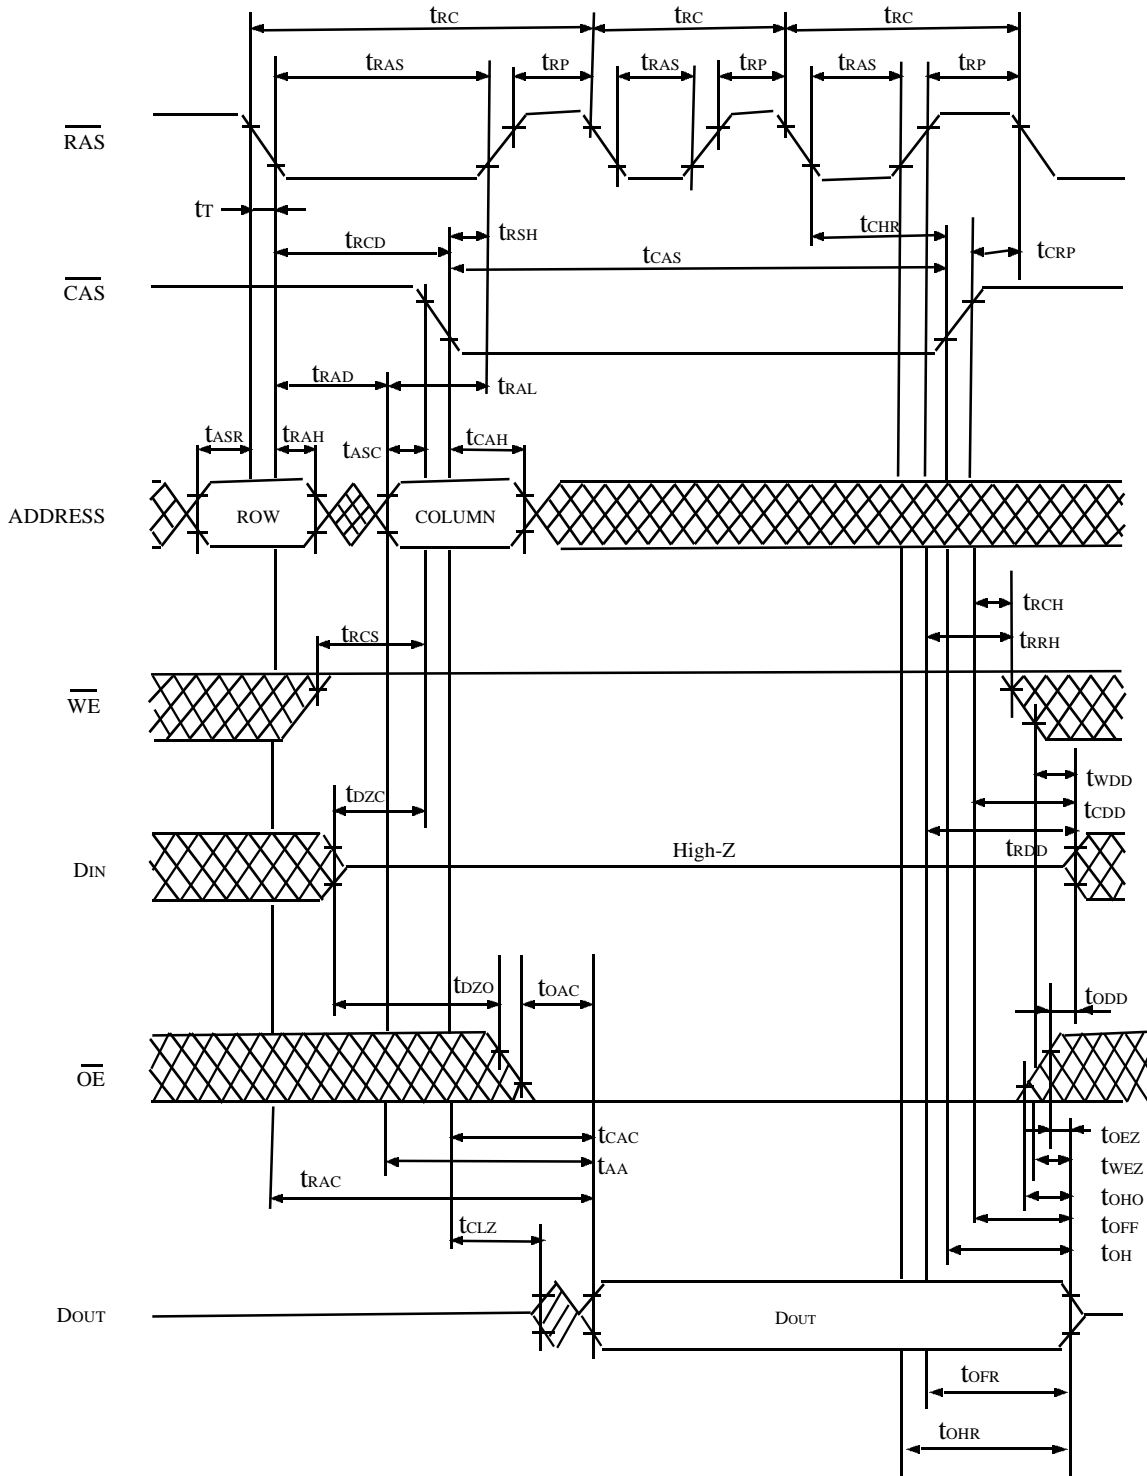 tRC tRC tRC
tRAS tRP tRAS tRP tRAS tRP
RAS
tT
tRCD tRSH tCHR
tCAS tCRP
CAS
tRAD tRAL
tASR tRAH tASC tCAH
ADDRESS ROW COLUMN
tRCH
tRCS tRRH
WE
tWDD
tDZC tCDD
tRDD
DIN High-Z
tDZO tOAC tODD
OE
tCAC tOEZ
tAA tWEZ
tRAC tOHO
tCLZ tOFF
tOH
DOUT DOUT
tOFR
tOHR